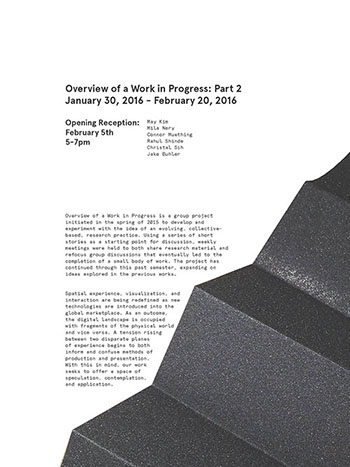 Overview of a Work in Progress: Part 2
January 30, 2016 – February 20, 2016
Opening Reception:
February 5th
5–7pm
May Kim
Mila Nery
Connor Muething
Rahul Shinde
Christal Sih
Jake Buhler
Overview of a Work in Progress is a group project
initiated in the spring of 2015 to develop and
experiment with the idea of an evolving, collective-
based, research practice. Using a series of short
stories as a starting point for discussion, weekly
meetings were held to both share research material and
refocus group discussions that eventually led to the
completion of a small body of work. The project has
continued through this past semester, expanding on
ideas explored in the previous weeks.
Spatial experience, visualization, and
interaction are being redefined as new
technologies are introduced into the
global marketplace. As an outcome,
the digital landscape is occupied
with fragments of the physical world
and vice versa. A tension rising
between two disparate planes
of experience begins to both
inform and confuse methods of
production and presentation.
With this in mind, our work
seeks to offer a space of
speculation, contemplation,
and application.